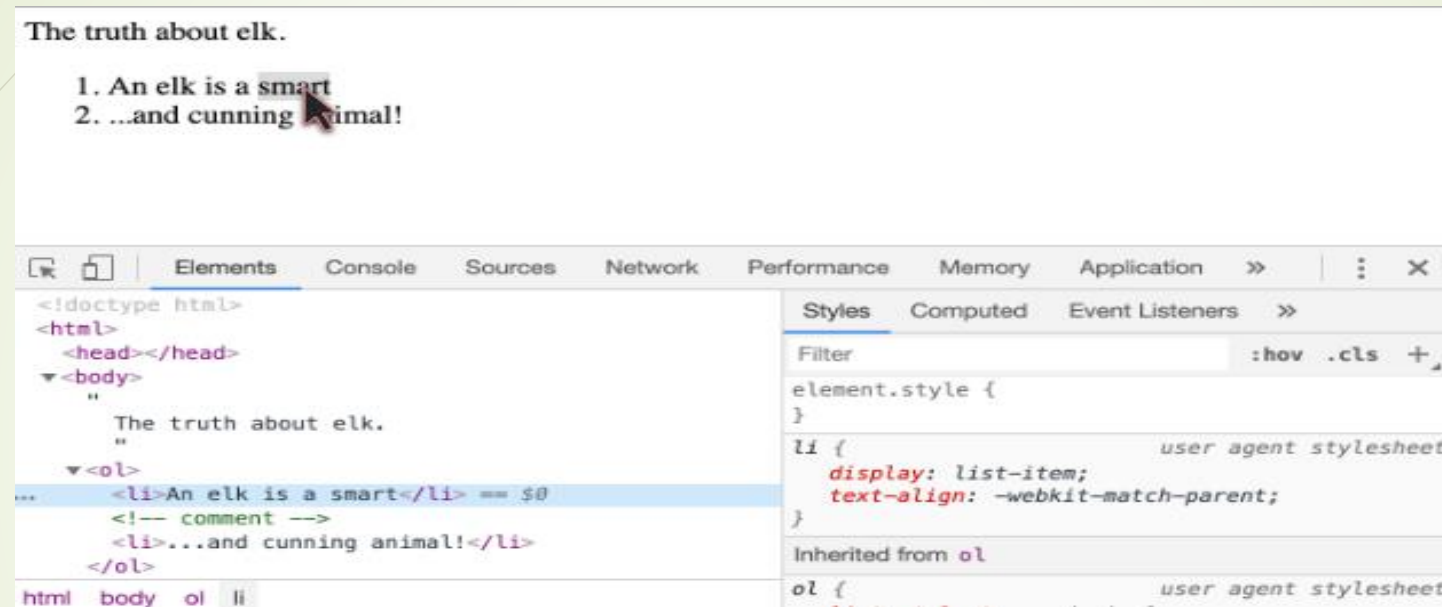 The truth about elk.
1. An elk is a smart
2. ...and cunning animal!
Elements Console Sources Network Performance Memory Application »
<!doctype html>
<html>
<head></head>
▼<body>
"
The truth about elk.
"
▼<ol>
... <li>An elk is a smart</li> == $0
<!-- comment -->
<li>...and cunning animal!</li>
</ol>
html body ol li
Styles Computed Event Listeners »
Filter :hov .cls +
element.style {
}
li { user agent stylesheet
display: list-item;
text-align: -webkit-match-parent;
}
Inherited from ol
ol { user agent stylesheet